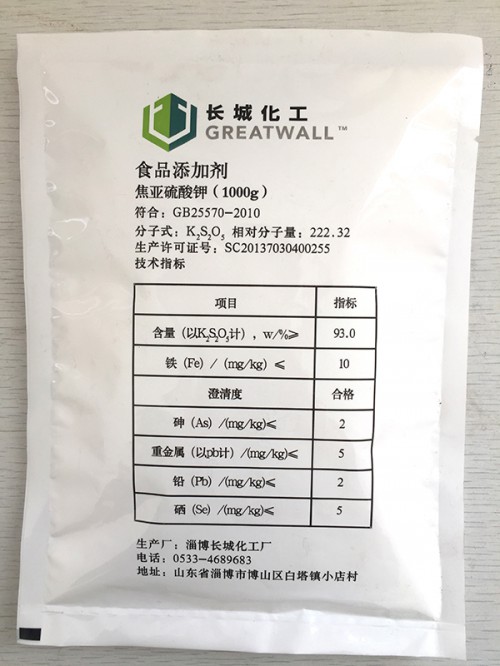 长城化工
GREATWALL™
食品添加剂
焦亚硫酸钾（1000g）
符合：GB25570-2010
分子式：K₂S₂O₅ 相对分子量：222.32
生产许可证号：SC20137030400255
技术指标
项目 指标
含量（以K₂S₂O₅计），w/%≥ 93.0
铁（Fe）/（mg/kg）≤ 10
澄清度 合格
砷（As）/(mg/kg)≤ 2
重金属（以pb计）/(mg/kg)≤ 5
铅（Pb）/(mg/kg)≤ 2
硒（Se）/(mg/kg)≤ 5
生产厂：淄博长城化工厂
电话：0533-4689683
地址：山东省淄博市博山区白塔镇小店村